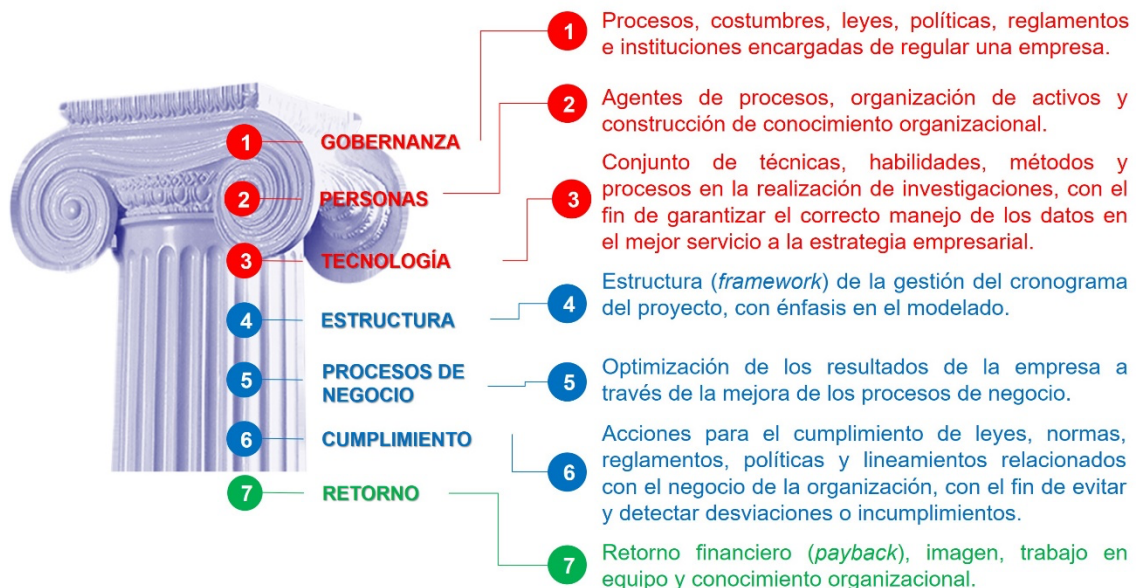 1 GOBERNANZA
2 PERSONAS
3 TECNOLOGÍA
4 ESTRUCTURA
5 PROCESOS DE
NEGOCIO
6 CUMPLIMIENTO
7 RETORNO
1 Procesos, costumbres, leyes, políticas, reglamentos
e instituciones encargadas de regular una empresa.
2 Agentes de procesos, organización de activos y
construcción de conocimiento organizacional.
3 Conjunto de técnicas, habilidades, métodos y
procesos en la realización de investigaciones, con el
fin de garantizar el correcto manejo de los datos en
el mejor servicio a la estrategia empresarial.
4 Estructura (framework) de la gestión del cronograma
del proyecto, con énfasis en el modelado.
5 Optimización de los resultados de la empresa a
través de la mejora de los procesos de negocio.
6 Acciones para el cumplimiento de leyes, normas,
reglamentos, políticas y lineamientos relacionados
con el negocio de la organización, con el fin de evitar
y detectar desviaciones o incumplimientos.
7 Retorno financiero (payback), imagen, trabajo en
equipo y conocimiento organizacional.